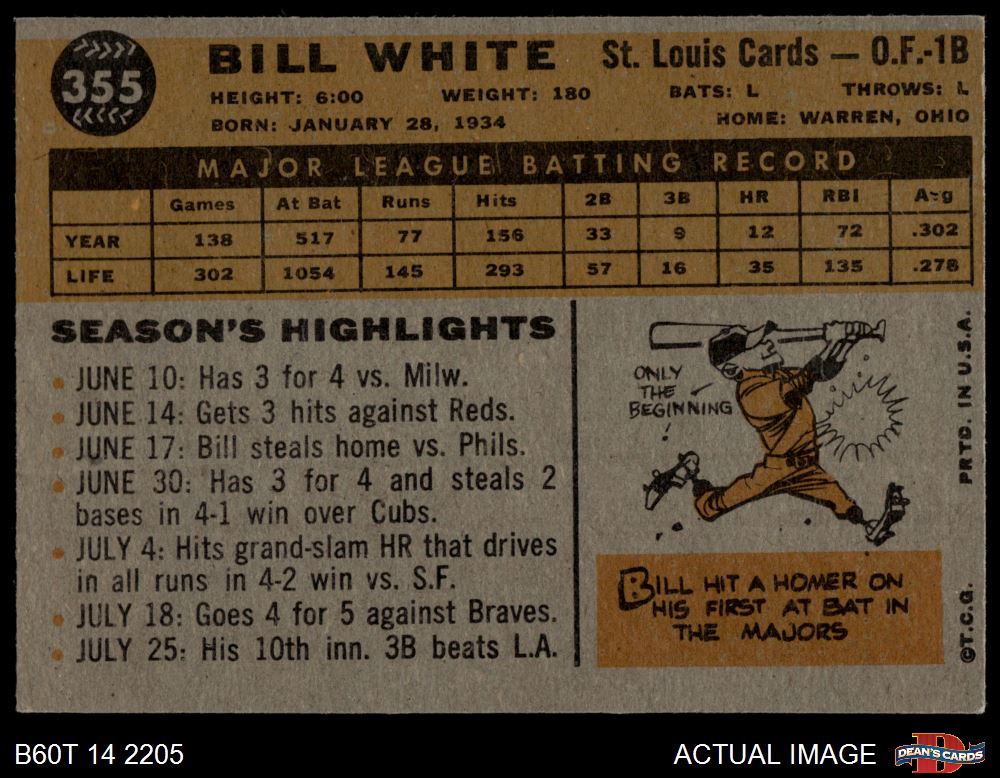 355
BILL WHITE St. Louis Cards — O.F.-1B
HEIGHT: 6:00 WEIGHT: 180 BATS: L THROWS: L
BORN: JANUARY 28, 1934 HOME: WARREN, OHIO
MAJOR LEAGUE BATTING RECORD
Games At Bat Runs Hits 2B 3B HR RBI Avg
YEAR 138 517 77 156 33 9 12 72 .302
LIFE 302 1054 145 293 57 16 35 135 .278
SEASON'S HIGHLIGHTS
JUNE 10: Has 3 for 4 vs. Milw.
JUNE 14: Gets 3 hits against Reds.
JUNE 17: Bill steals home vs. Phils.
JUNE 30: Has 3 for 4 and steals 2
bases in 4-1 win over Cubs.
JULY 4: Hits grand-slam HR that drives
in all runs in 4-2 win vs. S.F.
JULY 18: Goes 4 for 5 against Braves.
JULY 25: His 10th inn. 3B beats L.A.
ONLY
THE
BEGINNING
!
BILL HIT A HOMER ON
HIS FIRST AT BAT IN
THE MAJORS
PRTD. IN U.S.A.
©T.C.G.
B60T 14 2205
ACTUAL IMAGE
D
DEAN'S CARDS